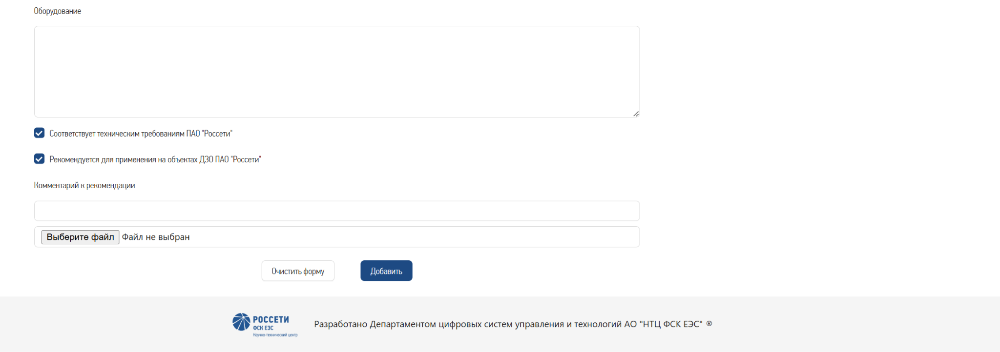 Оборудование
Соответствует техническим требованиям ПАО "Россети"
Рекомендуется для применения на объектах ДЗО ПАО "Россети"
Комментарий к рекомендации
Выберите файл Файл не выбран
Очистить форму Добавить
РОССЕТИ
ФСК ЕЭС
Научно-технический центр
Разработано Департаментом цифровых систем управления и технологий АО "НТЦ ФСК ЕЭС" ®